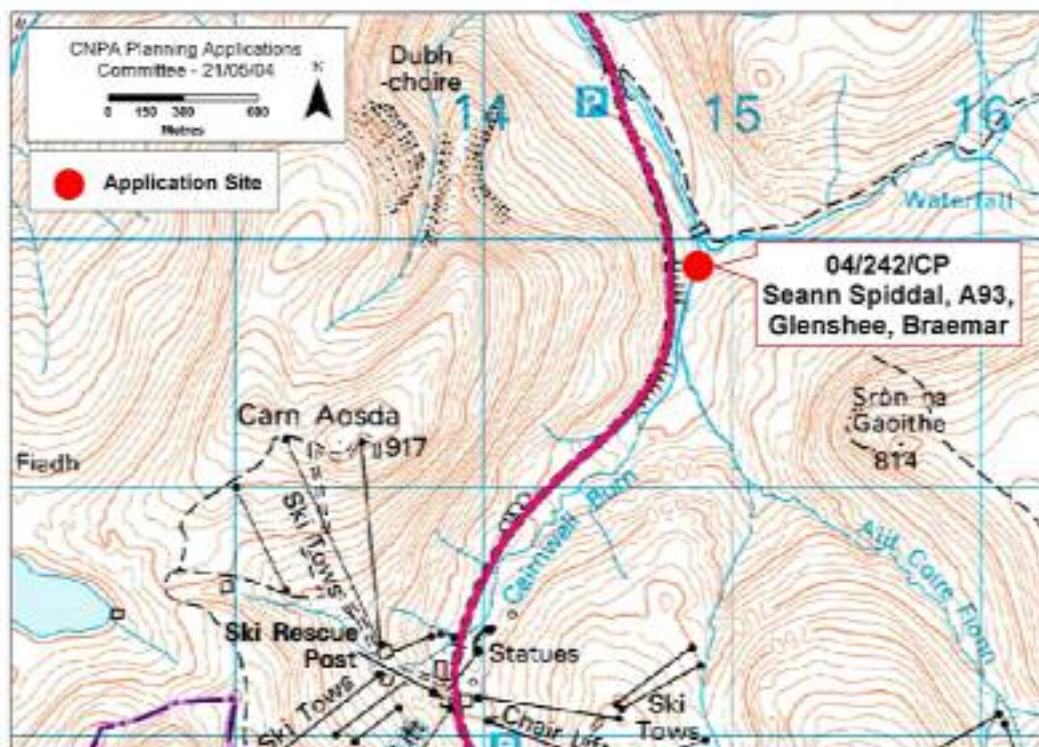 CNPA Planning Applications
Committee - 21/05/04
N
0 150 300 600
Metres
Application Site
Dubh
-choire
14
P
15
16
Waterfall
04/242/CP
Seann Spiddal, A93,
Glenshee, Braemar
Carn Aosda
917
Fiadh
Sròn na
Gaoithe
814
Ski Tows
Cairnwell Burn
Allt Coire Fionn
Ski Rescue
Post
Statues
Ski Tows
Chair Lift
Ski
Tows
P